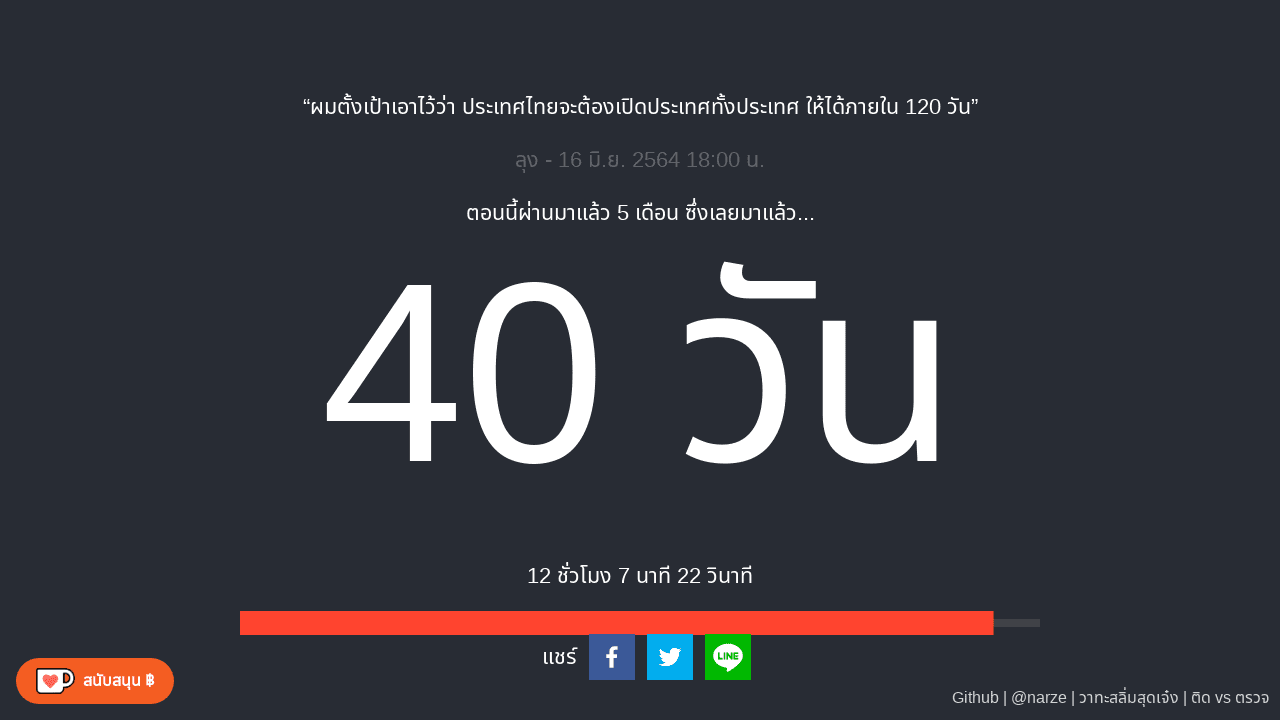 “ผมตั้งเป้าเอาไว้ว่า ประเทศไทยจะต้องเปิดประเทศทั้งประเทศ ให้ได้ภายใน 120 วัน”
ลุง - 16 มิ.ย. 2564 18:00 น.
ตอนนี้ผ่านมาแล้ว 5 เดือน ซึ่งเลยมาแล้ว...
40 วัน
12 ชั่วโมง 7 นาที 22 วินาที
แชร์
LINE
สนับสนุน ฿
Github | @narze | วาทะสลิ่มสุดเจ๋ง | ติด vs ตรวจ